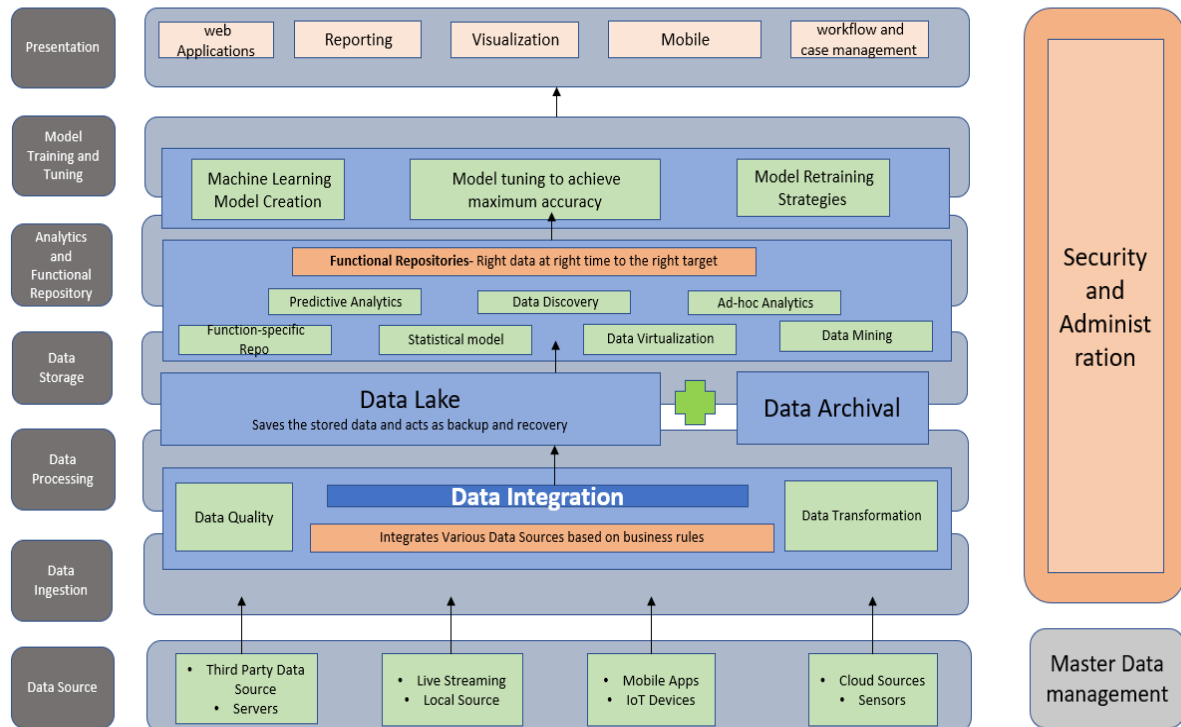 Presentation
web
Applications
Reporting
Visualization
Mobile
workflow and
case management
Model
Training and
Tuning
Machine Learning
Model Creation
Model tuning to achieve
maximum accuracy
Model Retraining
Strategies
Analytics
and
Functional
Repository
Functional Repositories- Right data at right time to the right target
Predictive Analytics
Data Discovery
Ad-hoc Analytics
Function-specific
Repo
Statistical model
Data Virtualization
Data Mining
Data
Storage
Data Lake
Saves the stored data and acts as backup and recovery
Data Archival
Data
Processing
Data Integration
Data Quality
Integrates Various Data Sources based on business rules
Data Transformation
Data
Ingestion
Data Source
• Third Party Data
Source
• Servers
• Live Streaming
• Local Source
• Mobile Apps
• IoT Devices
• Cloud Sources
• Sensors
Security
and
Administ
ration
Master Data
management